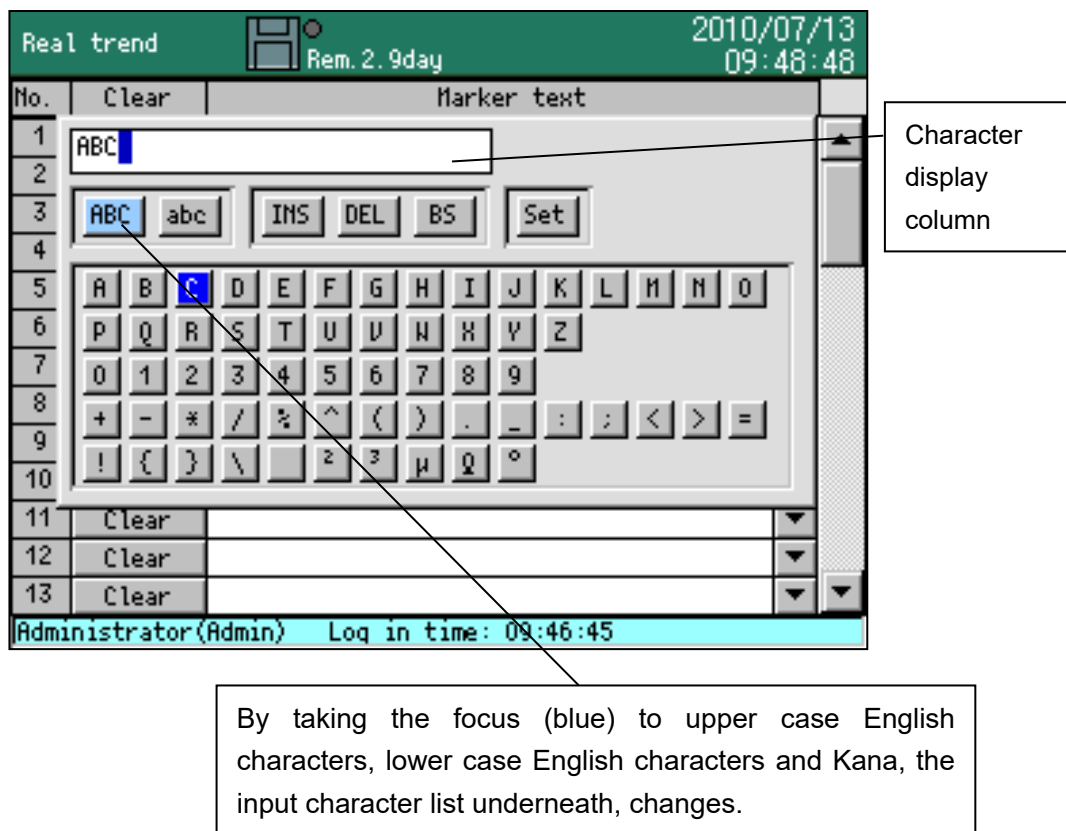 Real trend
Rem. 2. 9day
2010/07/13
09:48:48
No. Clear Marker text
1
ABC
2
3 ABC abc INS DEL BS Set
4
5 A B C D E F G H I J K L M N O
6 P Q R S T U V W X Y Z
7 0 1 2 3 4 5 6 7 8 9
8 + - * / % ^ ( ) . _ : ; < > =
9
10 ! { } \ ² ³ μ Ω °
11 Clear
12 Clear
13 Clear
Administrator(Admin) Log in time: 09:46:45
Character
display
column
By taking the focus (blue) to upper case English
characters, lower case English characters and Kana, the
input character list underneath, changes.